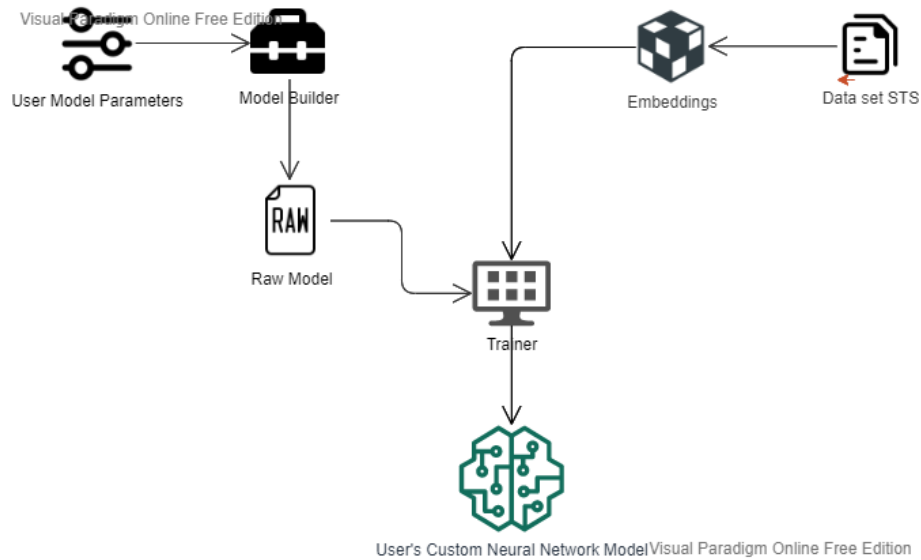 Visual Paradigm Online Free Edition
User Model Parameters
Model Builder
Embeddings
Data set STS
RAW
Raw Model
Trainer
User's Custom Neural Network Model
Visual Paradigm Online Free Edition